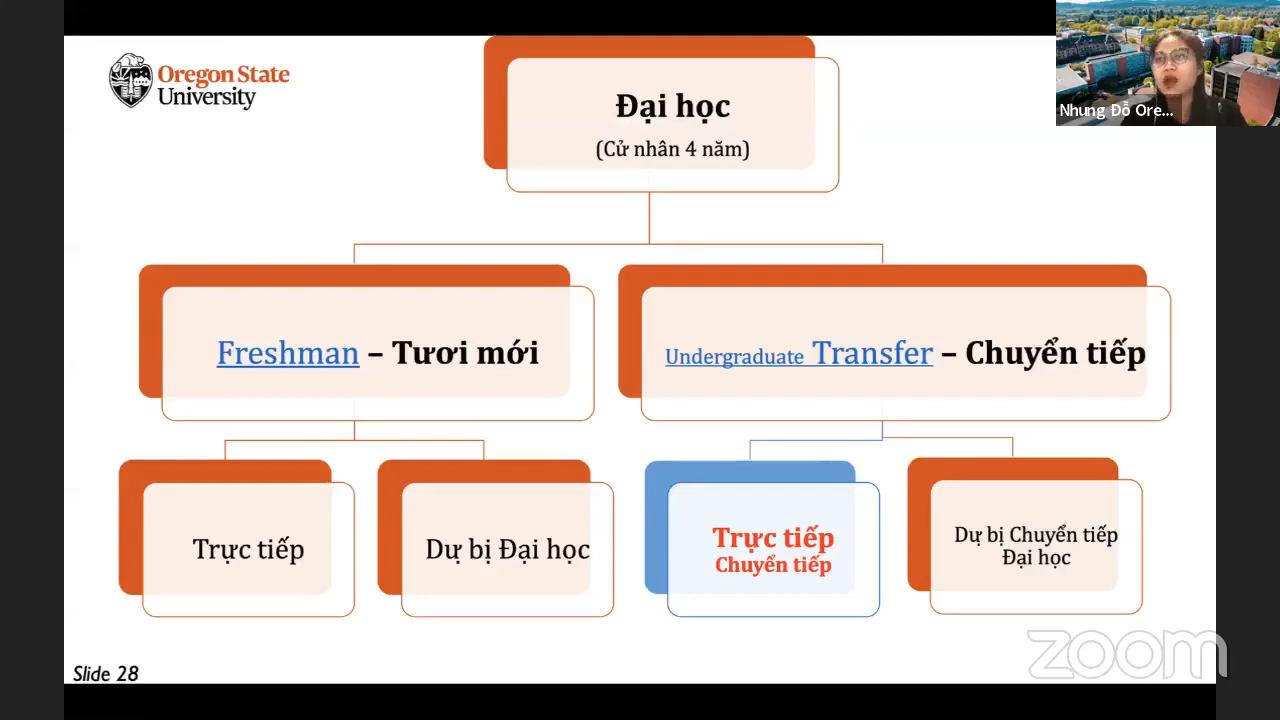 Oregon State
University
Nhung Đỗ Ore...
Đại học
(Cử nhân 4 năm)
Freshman – Tươi mới
Undergraduate Transfer – Chuyển tiếp
Trực tiếp
Dự bị Đại học
Trực tiếp
Chuyển tiếp
Dự bị Chuyển tiếp
Đại học
Slide 28
zoom